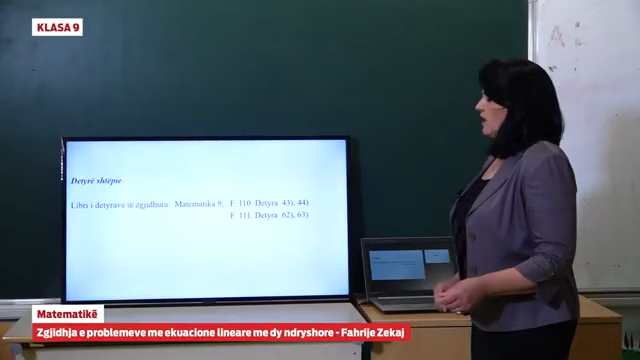 KLASA 9
Detyrë shtëpie
Libri i detyrave të zgjidhura: Matematika 9, F. 110 Detyra 43), 44)
F. 111. Detyra 62), 63)
Matematikë
Zgjidhja e problemeve me ekuacione lineare me dy ndryshore - Fahrije Zekaj